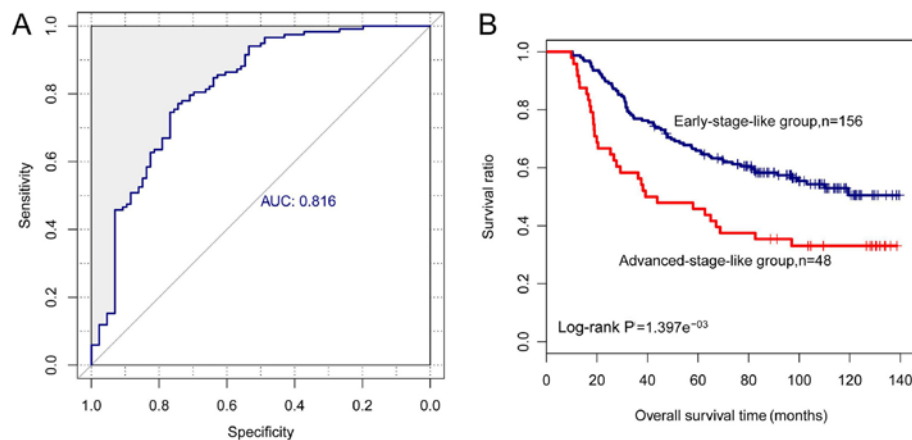 A
1.0
0.8
0.6
0.4
0.2
0.0
Sensitivity
AUC: 0.816
1.0 0.8 0.6 0.4 0.2 0.0
Specificity
B
1.0
0.8
0.6
0.4
0.2
0.0
Survival ratio
Early-stage-like group,n=156
Advanced-stage-like group,n=48
Log-rank P=1.397e⁻⁰³
0 20 40 60 80 100 120 140
Overall survival time (months)